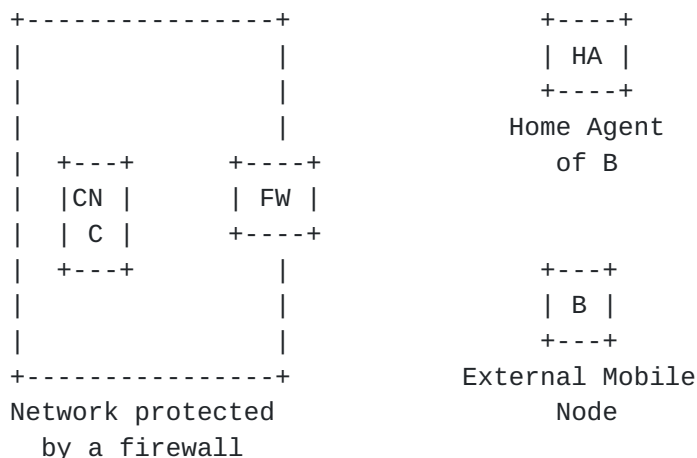 HA
Home Agent
of B
CN
FW
C
B
External Mobile
Node
Network protected
by a firewall